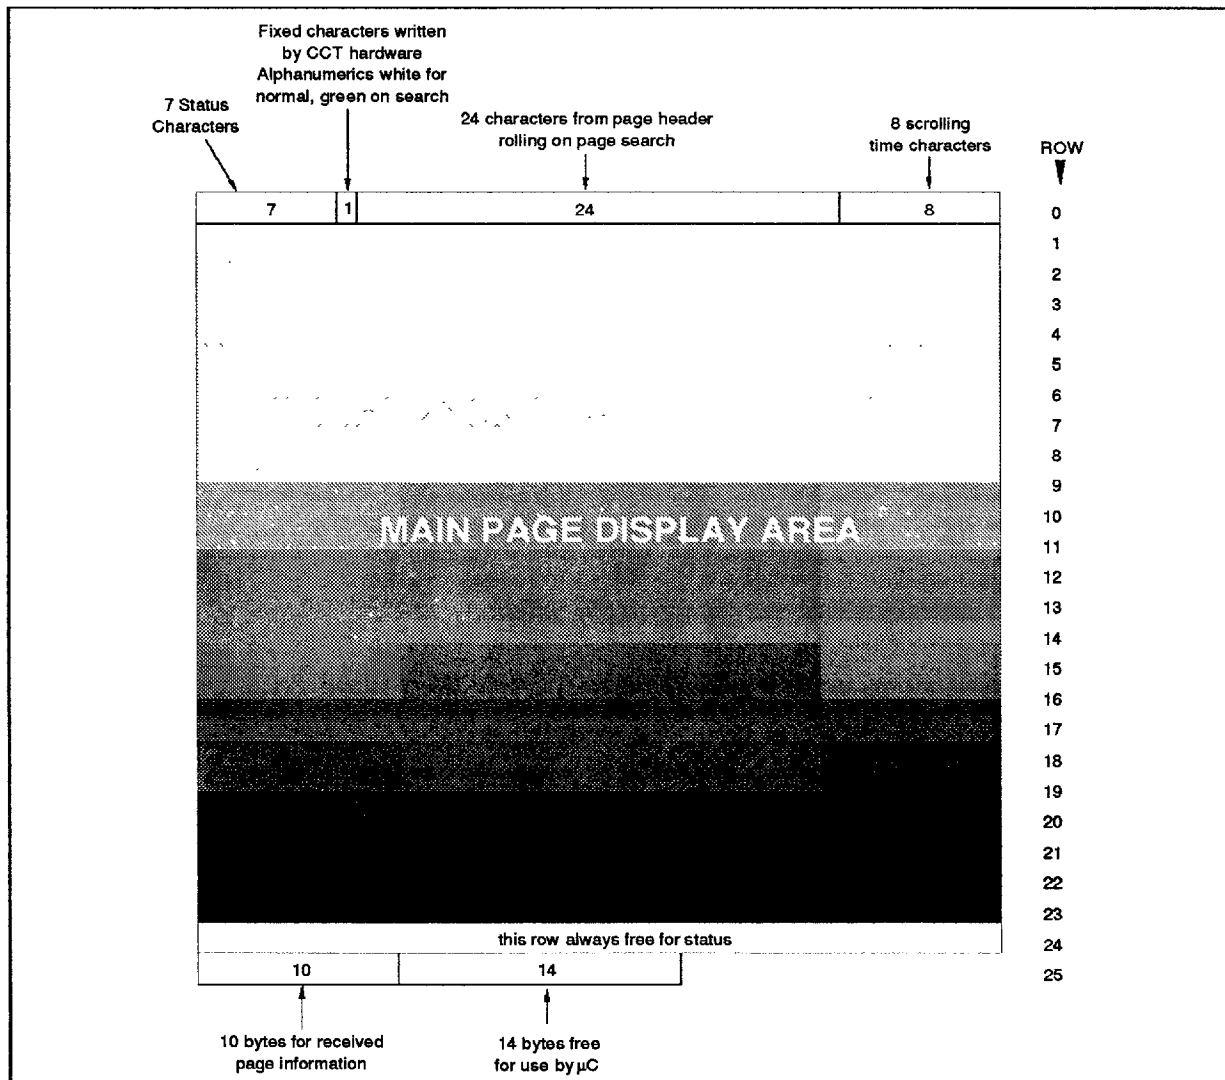 Fixed characters written
by CCT hardware
Alphanumerics white for
normal, green on search
7 Status
Characters
24 characters from page header
rolling on page search
8 scrolling
time characters
ROW
7 1 24 8
0
1
2
3
4
5
6
7
8
9
10
MAIN PAGE DISPLAY AREA
11
12
13
14
15
16
17
18
19
20
21
22
23
this row always free for status
24
10 14
25
10 bytes for received
page information
14 bytes free
for use by µC